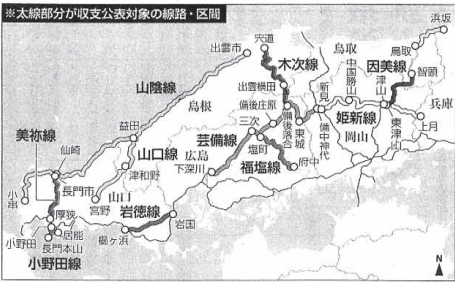 ※太線部分が収支公表対象の線路・区間
浜坂
宍道
鳥取
鳥取
出雲市
木次線
因美線
智頭
山陰線
出雲横田
中国勝山
津山
島根
備後庄原
新見
兵庫
美祢線
益田
三次
姫新線
芸備線
備後落合
東城
備中神代
岡山
東津山
上月
仙崎
山口線
広島
塩町
津和野
下深川
福塩線
府中
長門市
小串
山口
宮野
岩徳線
岩国
厚狭
櫛ヶ浜
小野田
居能
長門本山
小野田線
N